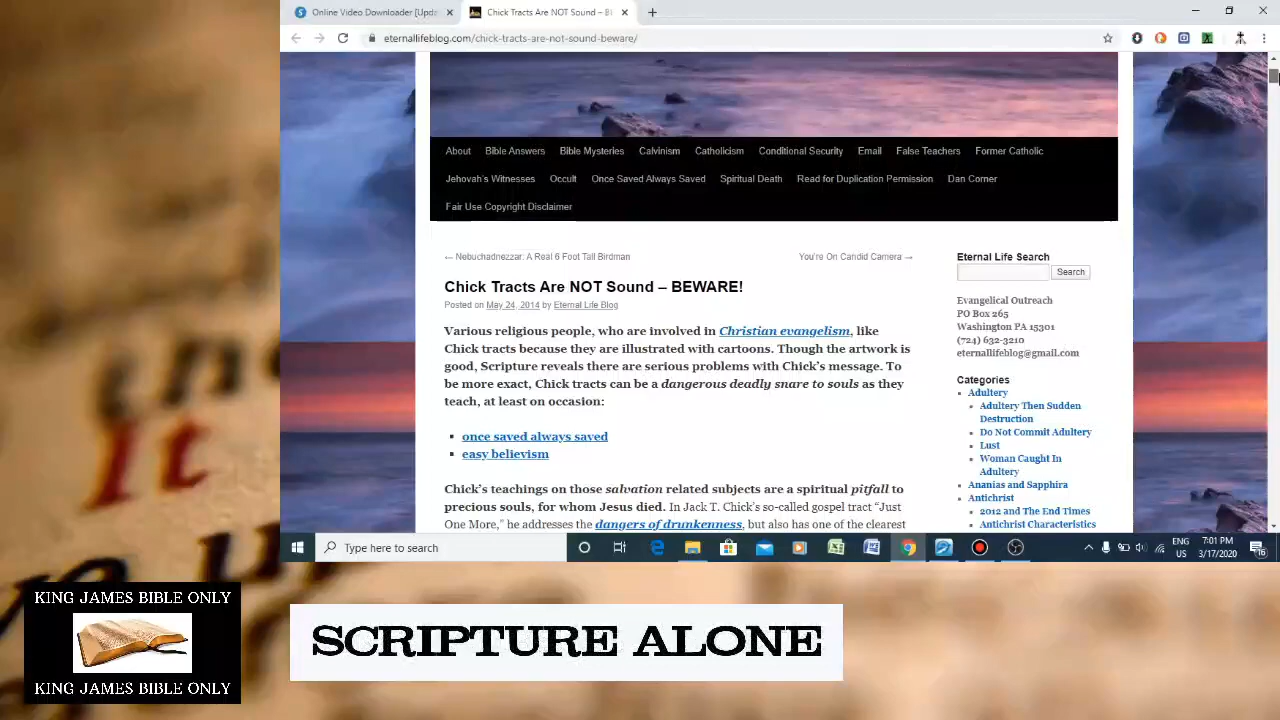 Online Video Downloader [Upda
Chick Tracts Are NOT Sound – BE
eternallifeblog.com/chick-tracts-are-not-sound-beware/
About Bible Answers Bible Mysteries Calvinism Catholicism Conditional Security Email False Teachers Former Catholic
Jehovah's Witnesses Occult Once Saved Always Saved Spiritual Death Read for Duplication Permission Dan Corner
Fair Use Copyright Disclaimer
← Nebuchadnezzar: A Real 6 Foot Tall Birdman
You're On Candid Camera →
Chick Tracts Are NOT Sound – BEWARE!
Posted on May 24, 2014 by Eternal Life Blog
Various religious people, who are involved in Christian evangelism, like
Chick tracts because they are illustrated with cartoons. Though the artwork is
good, Scripture reveals there are serious problems with Chick's message. To
be more exact, Chick tracts can be a dangerous deadly snare to souls as they
teach, at least on occasion:
once saved always saved
easy believism
Chick's teachings on those salvation related subjects are a spiritual pitfall to
precious souls, for whom Jesus died. In Jack T. Chick's so-called gospel tract "Just
One More," he addresses the dangers of drunkenness, but also has one of the clearest
Eternal Life Search
Search
Evangelical Outreach
PO Box 265
Washington PA 15301
(724) 632-3210
eternallifeblog@gmail.com
Categories
Adultery
Adultery Then Sudden
Destruction
Do Not Commit Adultery
Lust
Woman Caught In
Adultery
Ananias and Sapphira
Antichrist
2012 and The End Times
Antichrist Characteristics
Type here to search
ENG
US
7:01 PM
3/17/2020
16
It
KING JAMES BIBLE ONLY
KING JAMES BIBLE ONLY
SCRIPTURE ALONE